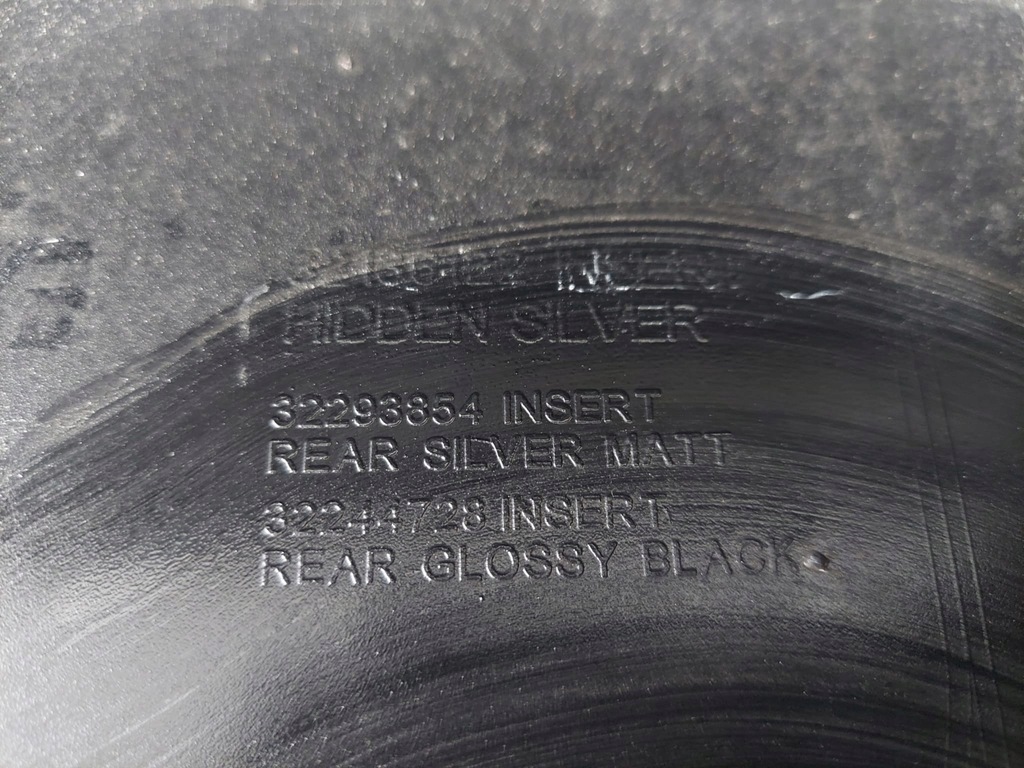 HIDDEN SILVER
32293854 INSERT
REAR SILVER MATT
32244728 INSERT
REAR GLOSSY BLACK